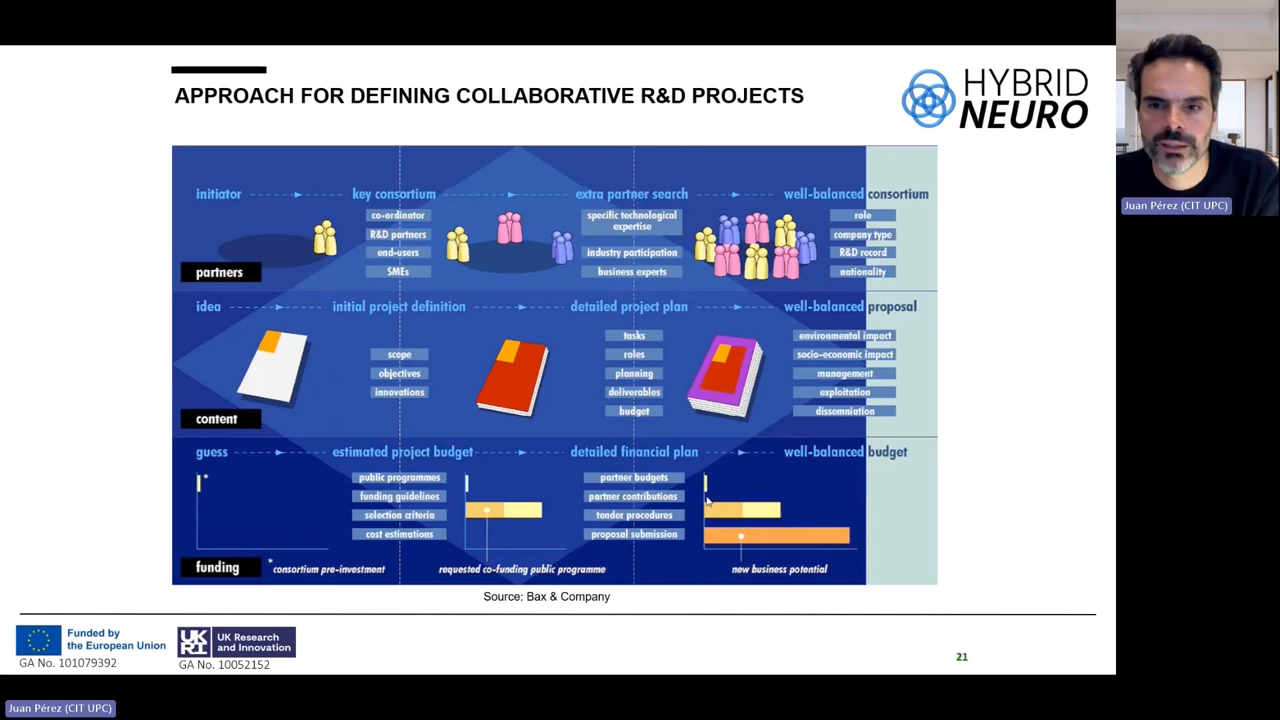 APPROACH FOR DEFINING COLLABORATIVE R&D PROJECTS
HYBRID
NEURO
Juan Pérez (CIT UPC)
initiator
key consortium
extra partner search
well-balanced consortium
co-ordinator
R&D partners
end-users
SMEs
specific technological
expertise
industry participation
business experts
role
company type
R&D record
nationality
partners
idea
initial project definition
detailed project plan
well-balanced proposal
scope
objectives
innovations
tasks
roles
planning
deliverables
budget
environmental impact
socio-economic impact
management
exploitation
dissemniation
content
guess
estimated project budget
detailed financial plan
well-balanced budget
*
public programmes
funding guidelines
selection criteria
cost estimations
partner budgets
partner contributions
tender procedures
proposal submission
funding
* consortium pre-investment
requested co-funding public programme
new business potential
Source: Bax & Company
Funded by
the European Union
GA No. 101079392
UKRI
UK Research
and Innovation
GA No. 10052152
21
Juan Pérez (CIT UPC)